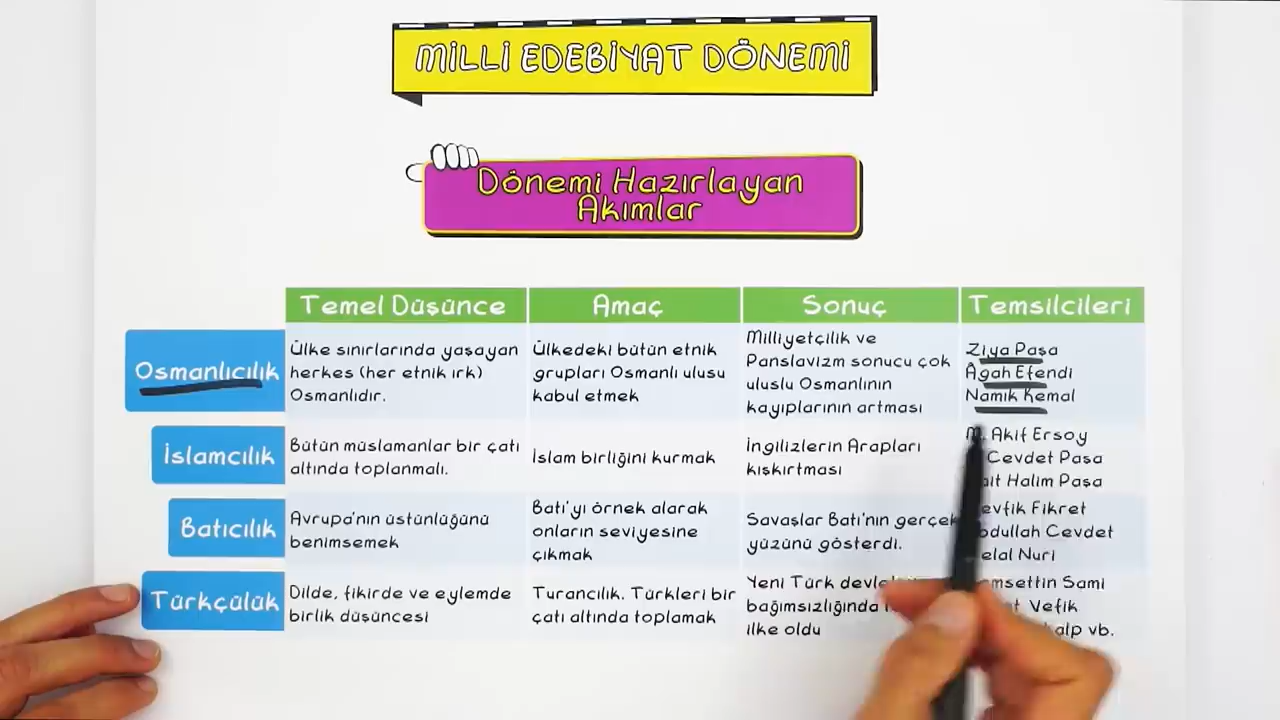 MİLLİ EDEBİYAT DÖNEMİ
Dönemi Hazırlayan
Akımlar
Temel Düşünce
Amaç
Sonuç
Temsilcileri
Osmanlıcılık
Ülke sınırlarında yaşayan
herkes (her etnik ırk)
Osmanlıdır.
Ülkedeki bütün etnik
grupları Osmanlı ulusu
kabul etmek
Milliyetçilik ve
Panslavizm sonucu çok
uluslu Osmanlının
kayıplarının artması
Ziya Paşa
Agah Efendi
Namık Kemal
İslamcılık
Bütün müslamanlar bir çatı
altında toplanmalı.
İslam birliğini kurmak
İngilizlerin Arapları
kışkırtması
M. Akif Ersoy
Cevdet Paşa
Halim Paşa
Batıcılık
Avrupa'nın üstünlüğünü
benimsemek
Batı'yı örnek alarak
onların seviyesine
çıkmak
Savaşlar Batı'nın gerçek
yüzünü gösterdi.
Fikret
Cevdet
Nuri
Türkçülük
Dilde, fikirde ve eylemde
birlik düşüncesi
Turancılık. Türkleri bir
çatı altında toplamak
Yeni Türk
bağımsızlığında
ilke oldu
Sami
Vefik
vb.